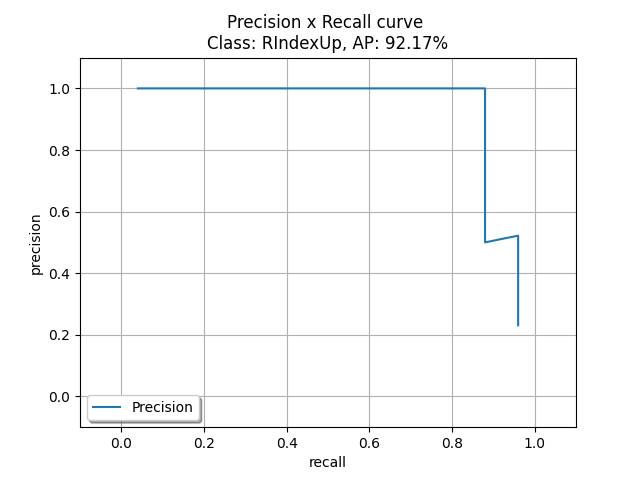 Precision x Recall curve
Class: RIndexUp, AP: 92.17%
precision
1.0
0.8
0.6
0.4
0.2
0.0
Precision
0.0 0.2 0.4 0.6 0.8 1.0
recall